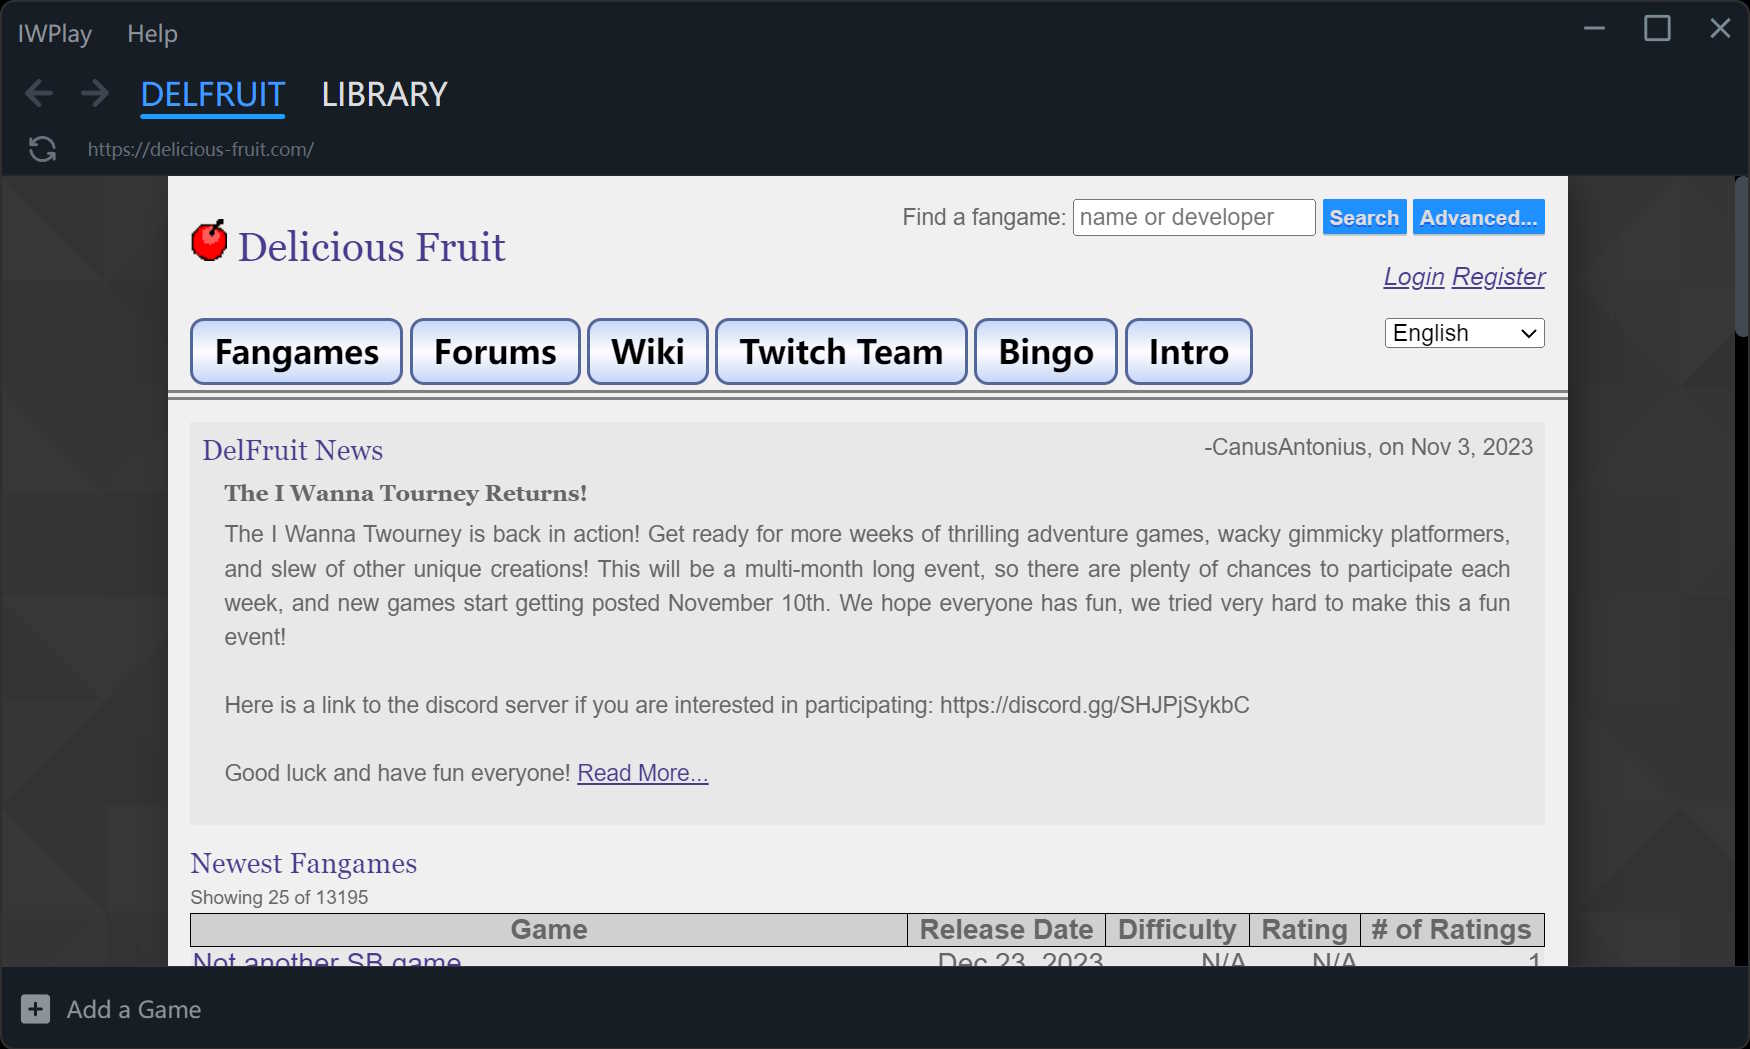 IWPlay Help
DELFRUIT LIBRARY
https://delicious-fruit.com/
Find a fangame: name or developer Search Advanced...
Delicious Fruit
Login Register
Fangames Forums Wiki Twitch Team Bingo Intro
English
DelFruit News
-CanusAntonius, on Nov 3, 2023
The I Wanna Tourney Returns!
The I Wanna Twourney is back in action! Get ready for more weeks of thrilling adventure games, wacky gimmicky platformers,
and slew of other unique creations! This will be a multi-month long event, so there are plenty of chances to participate each
week, and new games start getting posted November 10th. We hope everyone has fun, we tried very hard to make this a fun
event!
Here is a link to the discord server if you are interested in participating: https://discord.gg/SHJPjSykbC
Good luck and have fun everyone! Read More...
Newest Fangames
Showing 25 of 13195
Game Release Date Difficulty Rating # of Ratings
Not another SB game Dec 23, 2023 N/A N/A 1
Add a Game